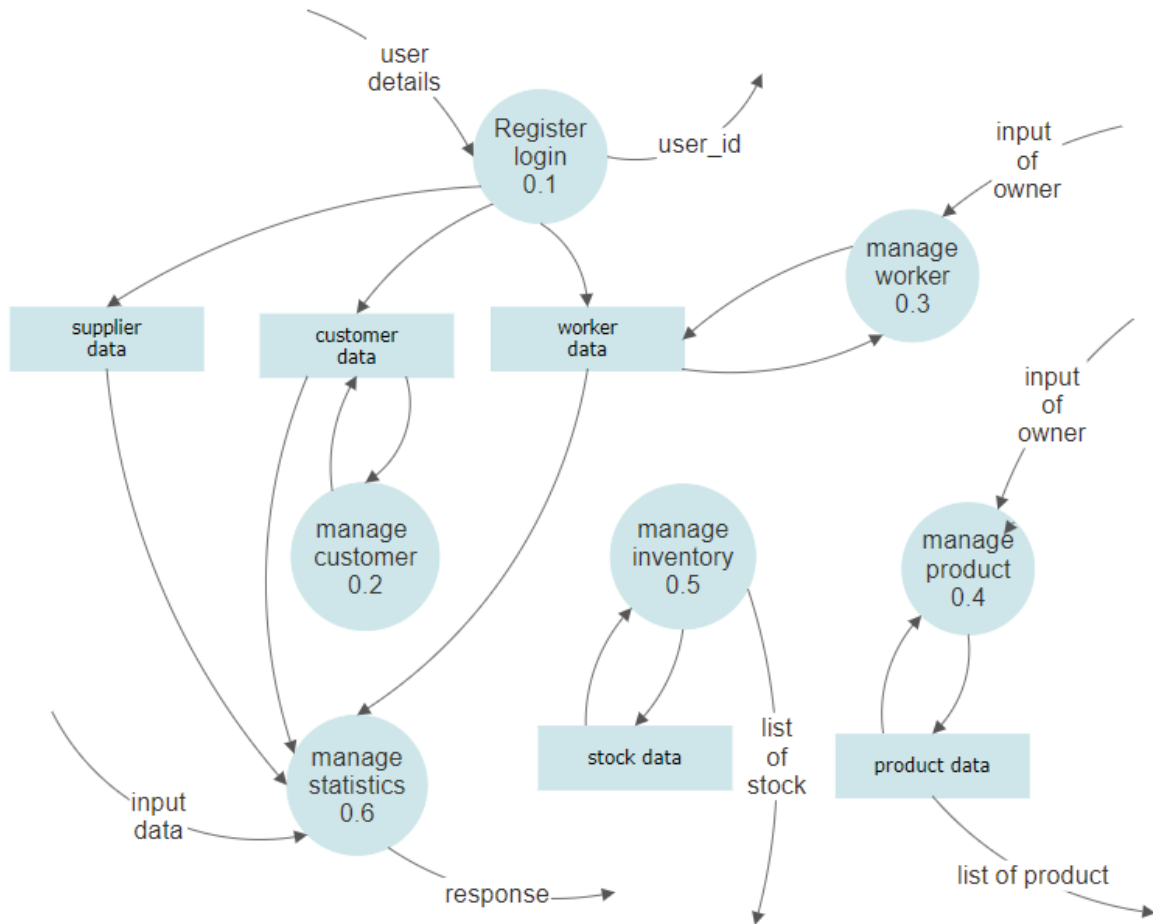 user
details
Register
login
0.1
user_id
input
of
owner
manage
worker
0.3
supplier
data
customer
data
worker
data
input
of
owner
manage
customer
0.2
manage
inventory
0.5
manage
product
0.4
stock data
list
of
stock
product data
manage
statistics
0.6
input
data
response
list of product